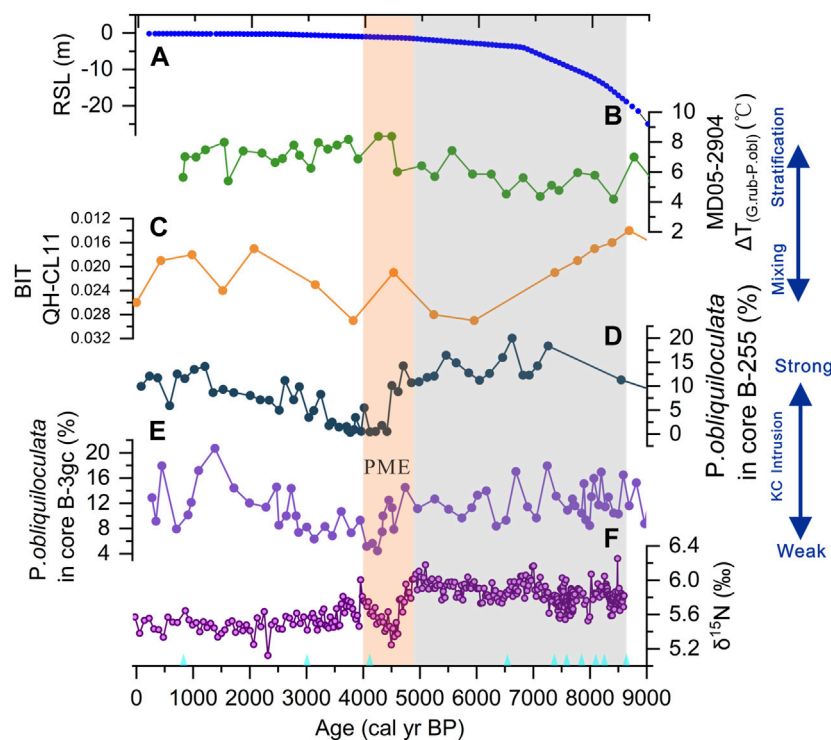 A
RSL (m)
0
-10
-20
B
10
8
6
4
2
MD05-2904
ΔT(G.rub-P.obl) (℃)
Stratification
Mixing
C
BIT
QH-CL11
0.012
0.016
0.020
0.024
0.028
0.032
D
20
15
10
5
0
P.obliquiloculata
in core B-255 (%)
Strong
KC Intrusion
Weak
E
P.obliquiloculata
in core B-3gc (%)
20
16
12
8
4
PME
F
6.4
6.0
5.6
5.2
δ15N (‰)
0 1000 2000 3000 4000 5000 6000 7000 8000 9000
Age (cal yr BP)